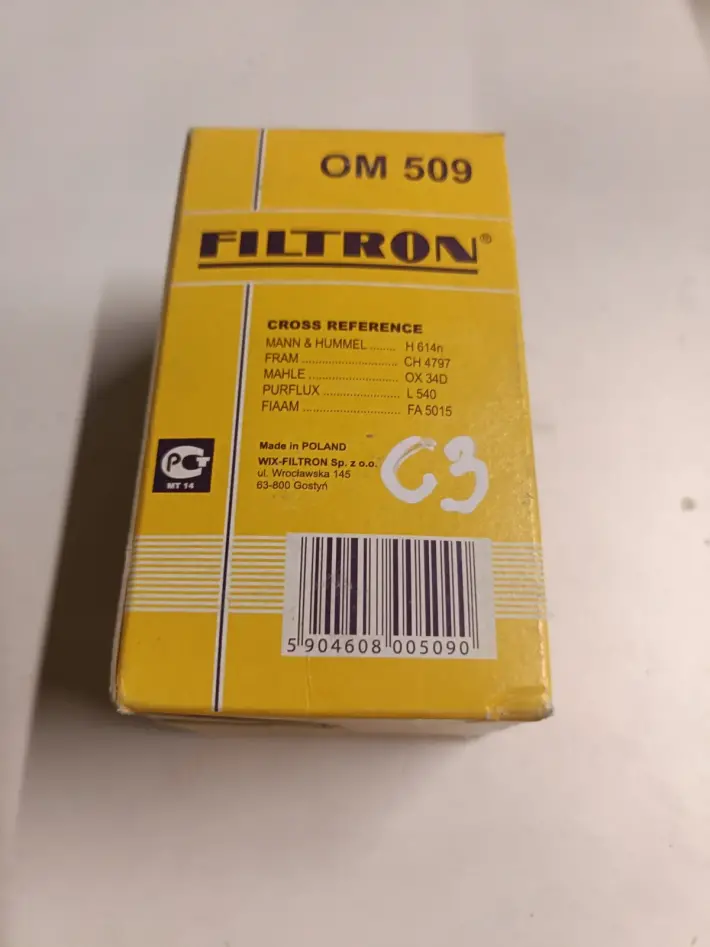 OM 509
FILTRON®
CROSS REFERENCE
MANN & HUMMEL ....... H 614n
FRAM ............................ CH 4797
MAHLE .......................... OX 34D
PURFLUX ...................... L 540
FIAAM ............................ FA 5015
Made in POLAND
WIX-FILTRON Sp. z o.o.
ul. Wrocławska 145
63-800 Gostyń
C3
РСТ
MT 14
5 904608 005090